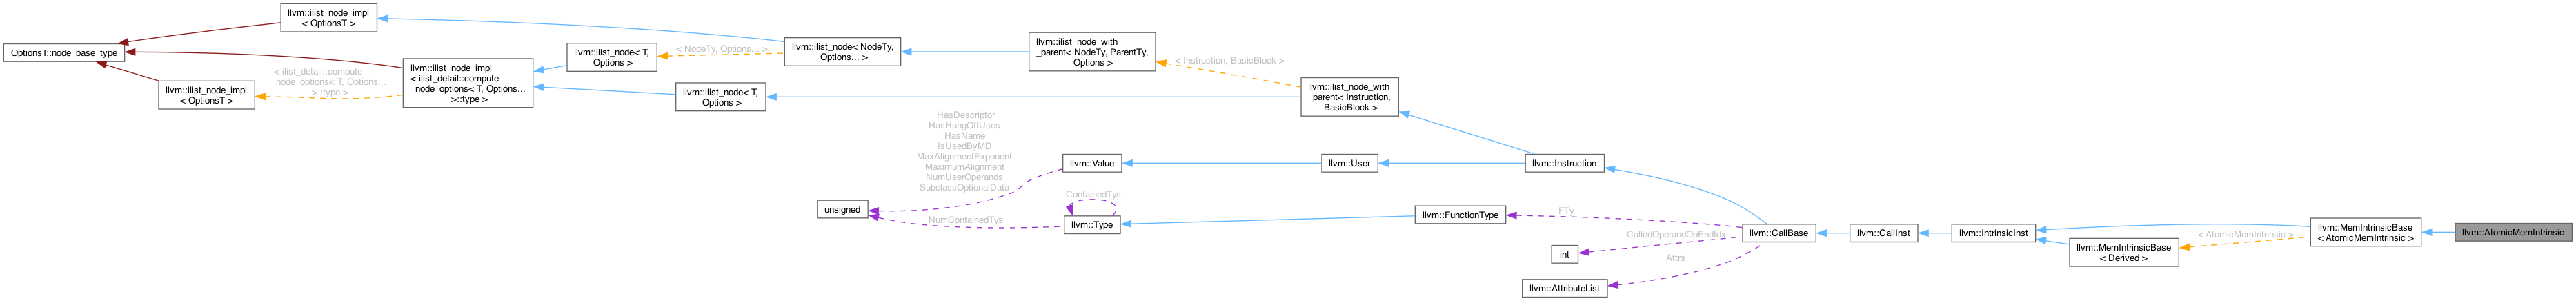 llvm::ilist_node_impl
< OptionsT >
OptionsT::node_base_type
llvm::ilist_node_impl
< OptionsT >
< ilist_detail::compute
_node_options< T, Options...
>::type >
llvm::ilist_node_impl
< ilist_detail::compute
_node_options< T, Options...
>::type >
llvm::ilist_node< T,
Options >
< NodeTy, Options... >
llvm::ilist_node< T,
Options >
llvm::ilist_node< NodeTy,
Options... >
llvm::ilist_node_with
_parent< NodeTy, ParentTy,
Options >
< Instruction, BasicBlock >
llvm::ilist_node_with
_parent< Instruction,
BasicBlock >
HasDescriptor
HasHungOffUses
HasName
IsUsedByMD
MaxAlignmentExponent
MaximumAlignment
NumUserOperands
SubclassOptionalData
unsigned
NumContainedTys
llvm::Value
ContainedTys
llvm::Type
llvm::User
llvm::FunctionType
llvm::Instruction
FTy
CalledOperandOpEndIdx
int
Attrs
llvm::AttributeList
llvm::CallBase
llvm::CallInst
llvm::IntrinsicInst
llvm::MemIntrinsicBase
< Derived >
< AtomicMemIntrinsic >
llvm::MemIntrinsicBase
< AtomicMemIntrinsic >
llvm::AtomicMemIntrinsic